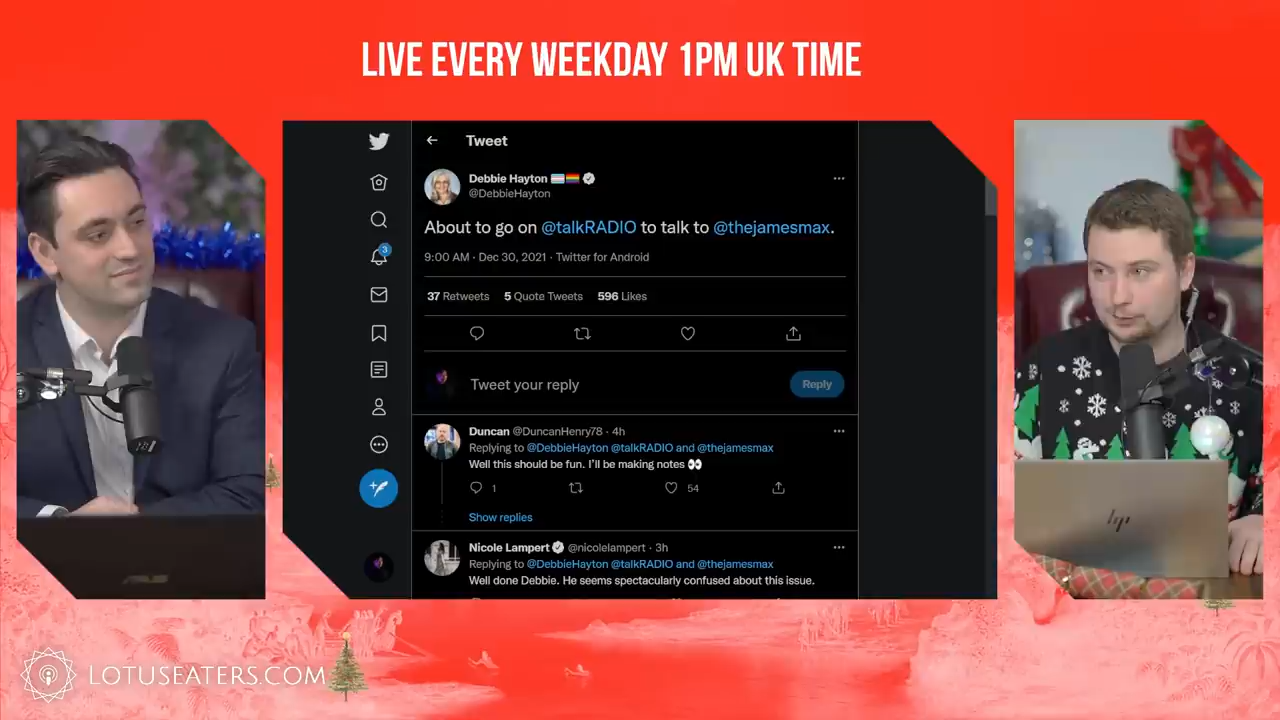 LIVE EVERY WEEKDAY 1PM UK TIME
Tweet
Debbie Hayton
@DebbieHayton
About to go on @talkRADIO to talk to @thejamesmax.
9:00 AM · Dec 30, 2021 · Twitter for Android
37 Retweets 5 Quote Tweets 596 Likes
3
Tweet your reply
Reply
Duncan @DuncanHenry78 · 4h
Replying to @DebbieHayton @talkRADIO and @thejamesmax
Well this should be fun. I'll be making notes 👀
1 54
Show replies
Nicole Lampert @nicolelampert · 3h
Replying to @DebbieHayton @talkRADIO and @thejamesmax
Well done Debbie. He seems spectacularly confused about this issue.
hp
ASUS
LOTUSEATERS.COM